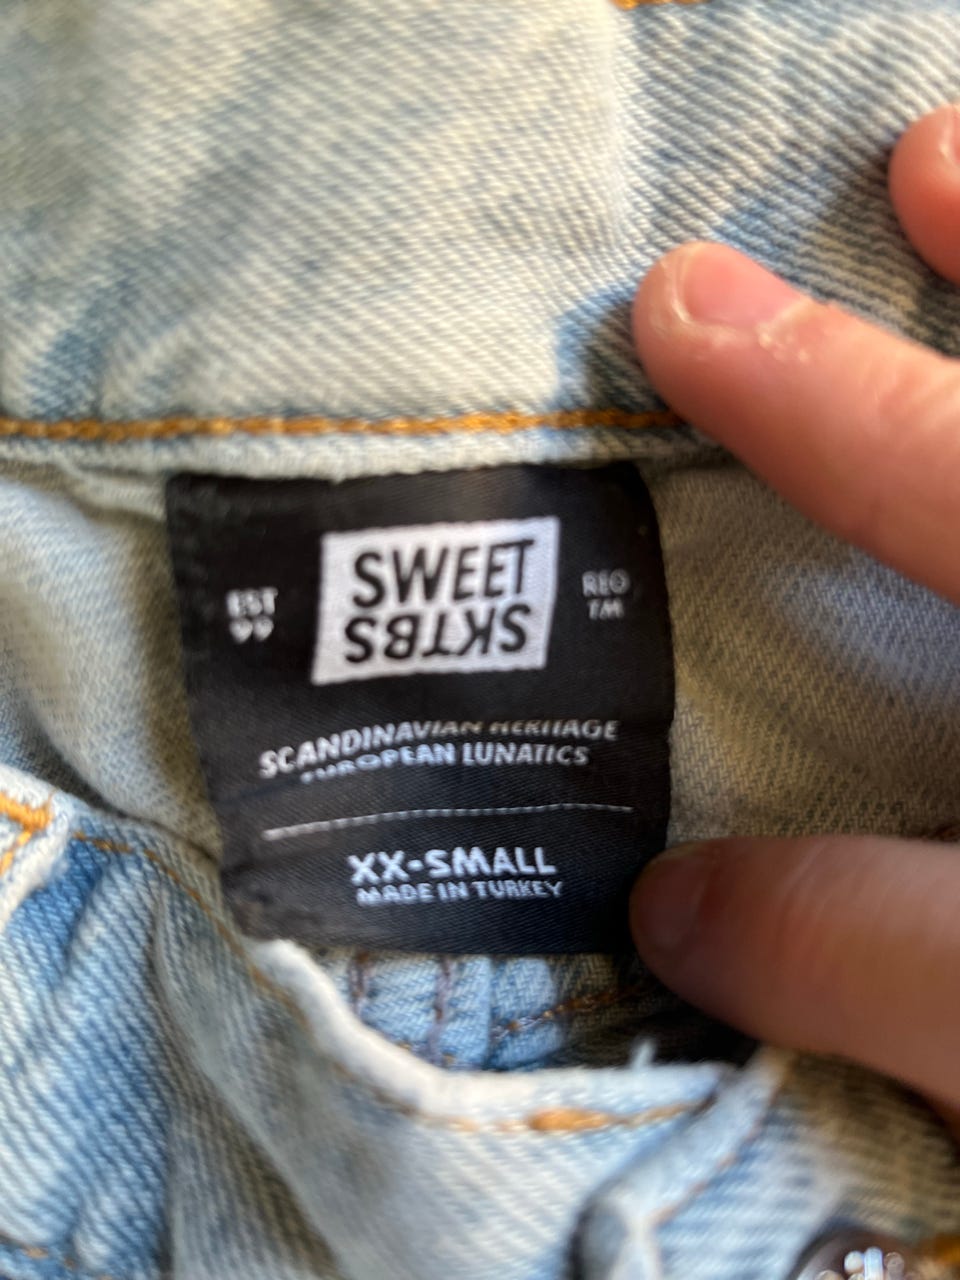 SWEET
SKTBS
EST
99
REG
TM
SCANDINAVIAN HERITAGE
EUROPEAN LUNATICS
XX-SMALL
MADE IN TURKEY